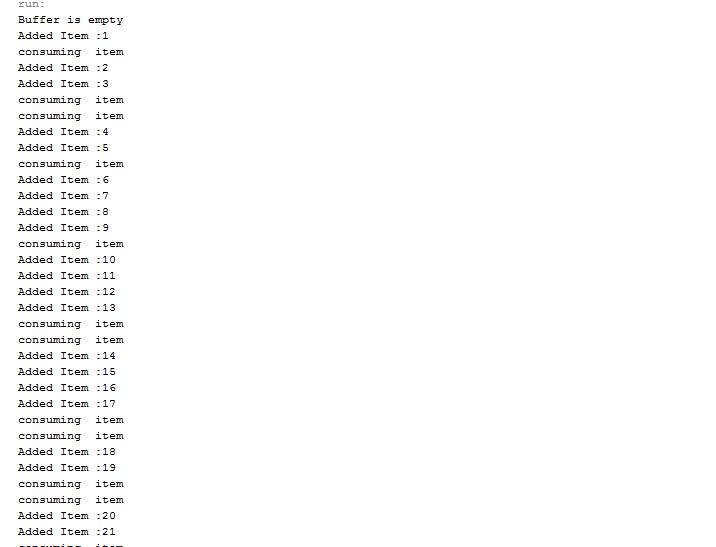 run:
Buffer is empty
Added Item :1
consuming  item
Added Item :2
Added Item :3
consuming  item
consuming  item
Added Item :4
Added Item :5
consuming  item
Added Item :6
Added Item :7
Added Item :8
Added Item :9
consuming  item
Added Item :10
Added Item :11
Added Item :12
Added Item :13
consuming  item
consuming  item
Added Item :14
Added Item :15
Added Item :16
Added Item :17
consuming  item
consuming  item
Added Item :18
Added Item :19
consuming  item
consuming  item
Added Item :20
Added Item :21
consuming  item